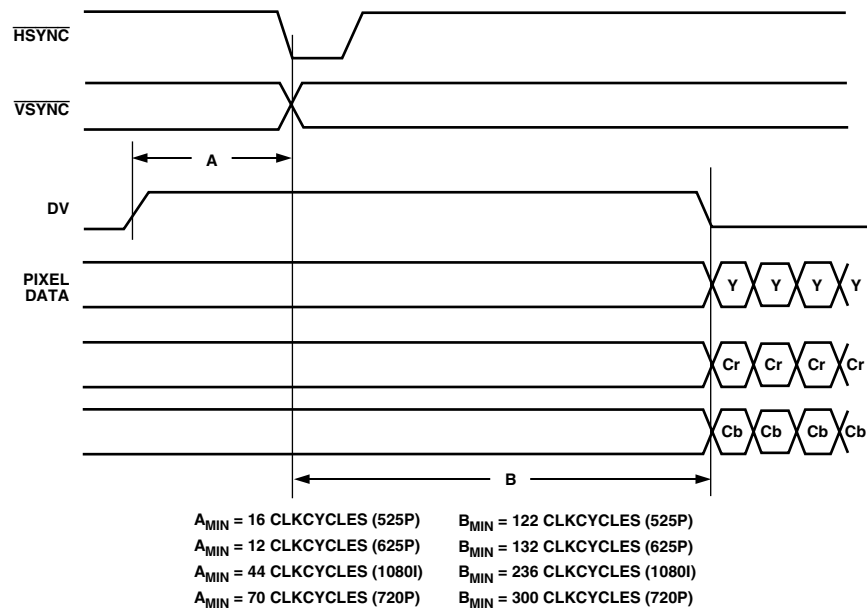 HSYNC
VSYNC
A
DV
PIXEL
DATA
Y Y Y Y
Cr Cr Cr Cr
Cb Cb Cb Cb
B
AMIN = 16 CLKCYCLES (525P) BMIN = 122 CLKCYCLES (525P)
AMIN = 12 CLKCYCLES (625P) BMIN = 132 CLKCYCLES (625P)
AMIN = 44 CLKCYCLES (1080I) BMIN = 236 CLKCYCLES (1080I)
AMIN = 70 CLKCYCLES (720P) BMIN = 300 CLKCYCLES (720P)